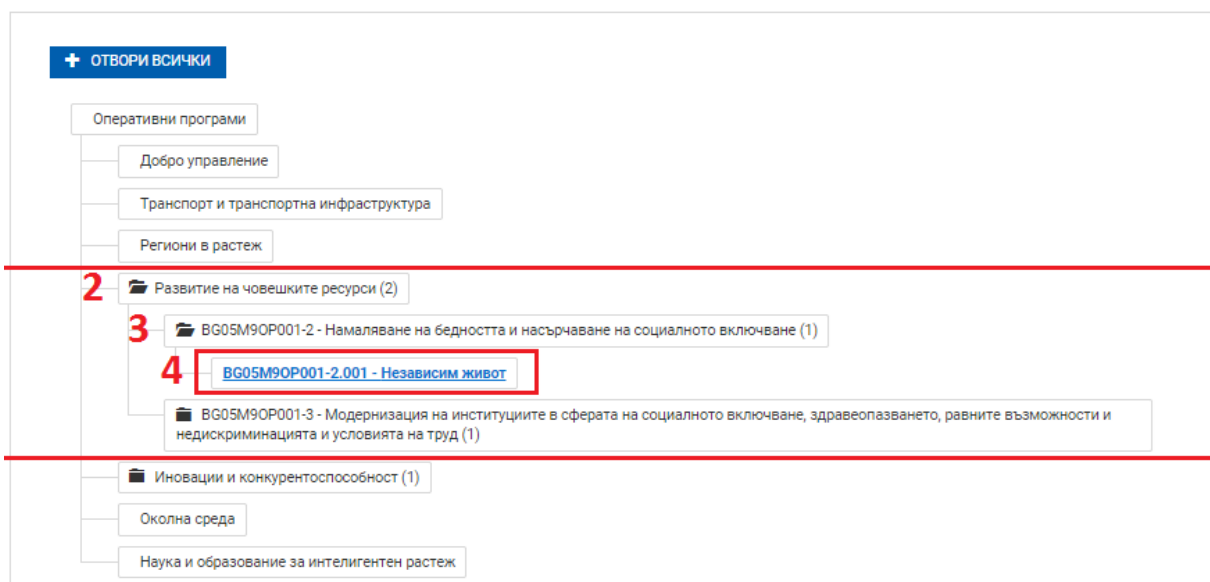 + ОТВОРИ ВСИЧКИ
Оперативни програми
Добро управление
Транспорт и транспортна инфраструктура
Региони в растеж
2 Развитие на човешките ресурси (2)
3 BG05M9OP001-2 - Намаляване на бедността и насърчаване на социалното включване (1)
4 BG05M9OP001-2.001 - Независим живот
BG05M9OP001-3 - Модернизация на институциите в сферата на социалното включване, здравеопазването, равните възможности и
недискриминацията и условията на труд (1)
Иновации и конкурентоспособност (1)
Околна среда
Наука и образование за интелигентен растеж